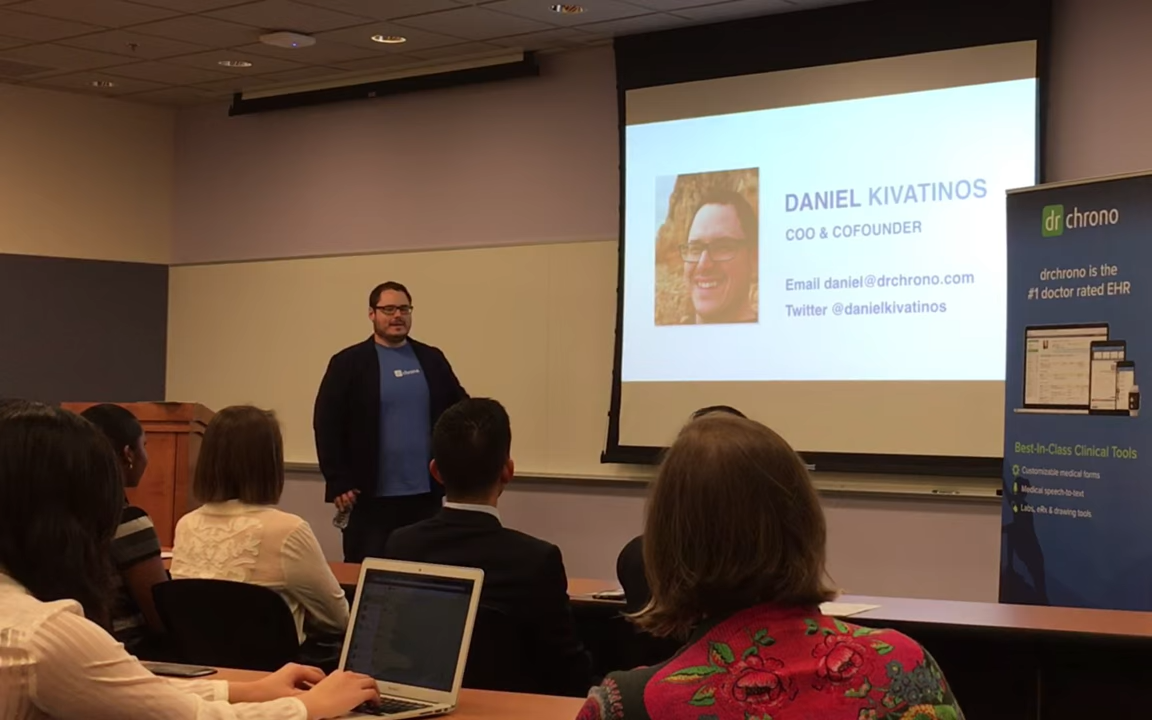 DANIEL KIVATINOS
COO & COFOUNDER
Email daniel@drchrono.com
Twitter @danielkivatinos
dr chrono
drchrono is the
#1 doctor rated EHR
Best-In-Class Clinical Tools
Customizable medical forms
Medical speech-to-text
Labs, eRx & drawing tools
chrono